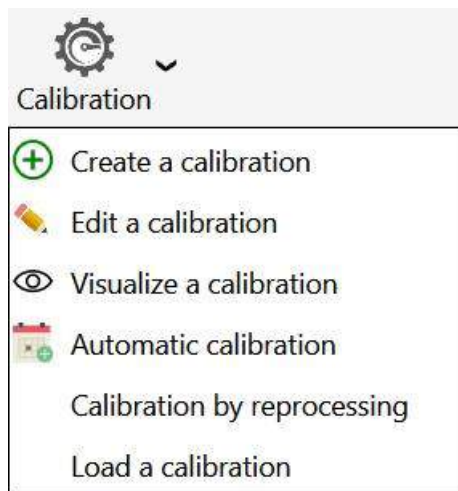 Calibration
Create a calibration
Edit a calibration
Visualize a calibration
Automatic calibration
Calibration by reprocessing
Load a calibration